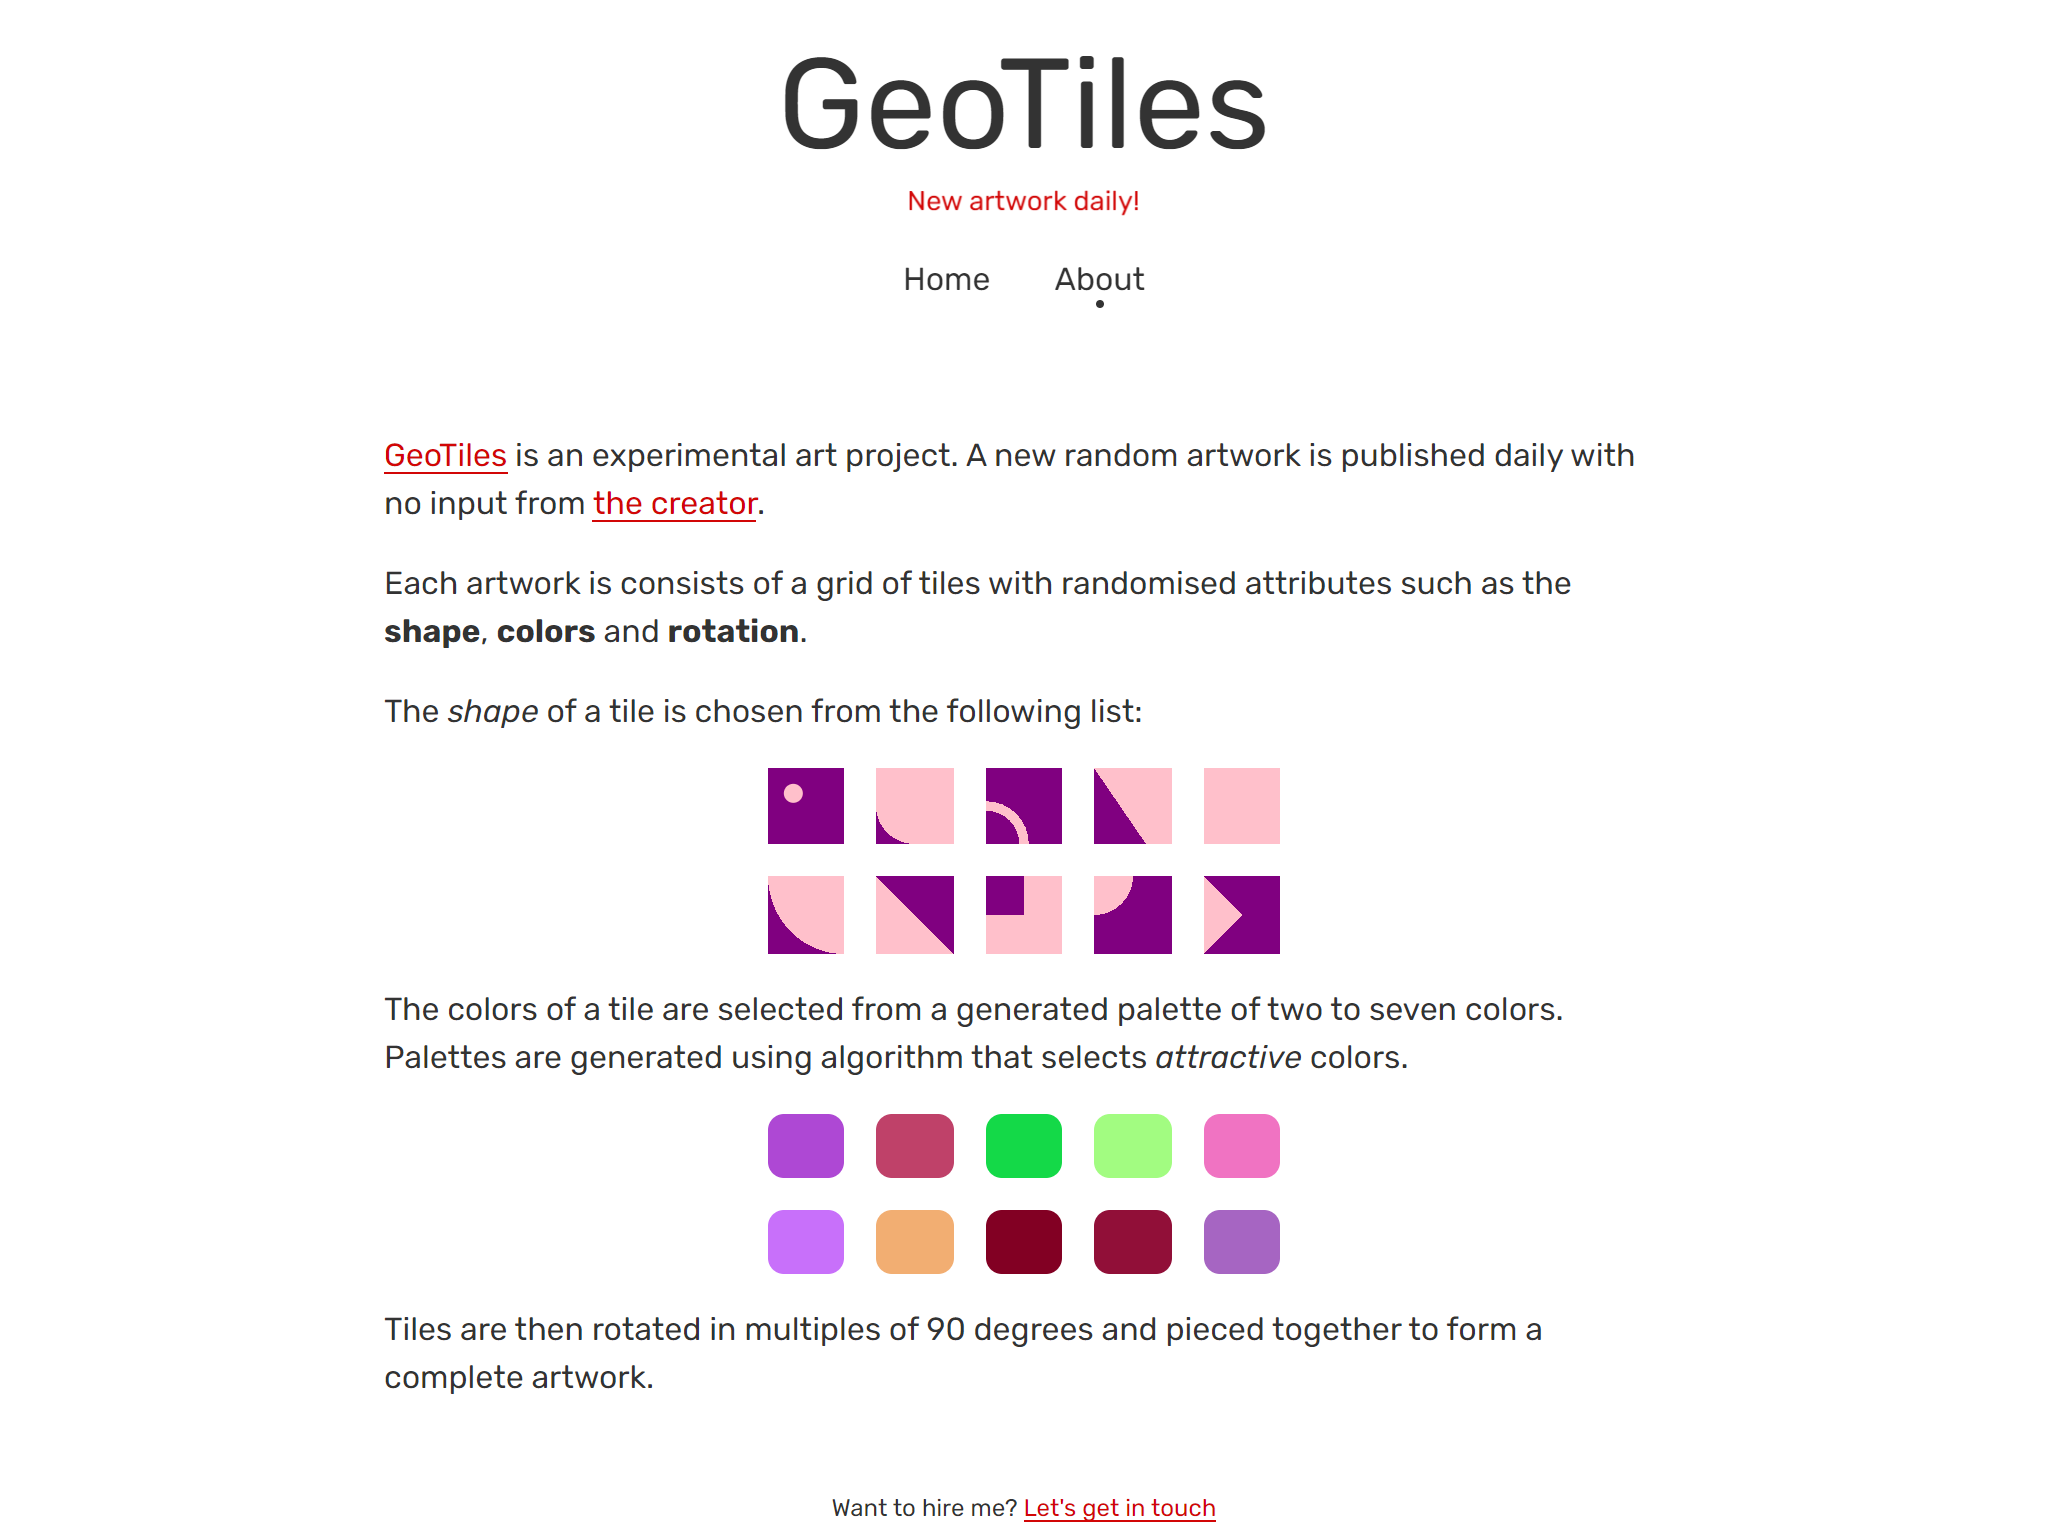 GeoTiles
New artwork daily!
Home About
GeoTiles is an experimental art project. A new random artwork is published daily with
no input from the creator.
Each artwork is consists of a grid of tiles with randomised attributes such as the
shape, colors and rotation.
The shape of a tile is chosen from the following list:
The colors of a tile are selected from a generated palette of two to seven colors.
Palettes are generated using algorithm that selects attractive colors.
Tiles are then rotated in multiples of 90 degrees and pieced together to form a
complete artwork.
Want to hire me? Let's get in touch